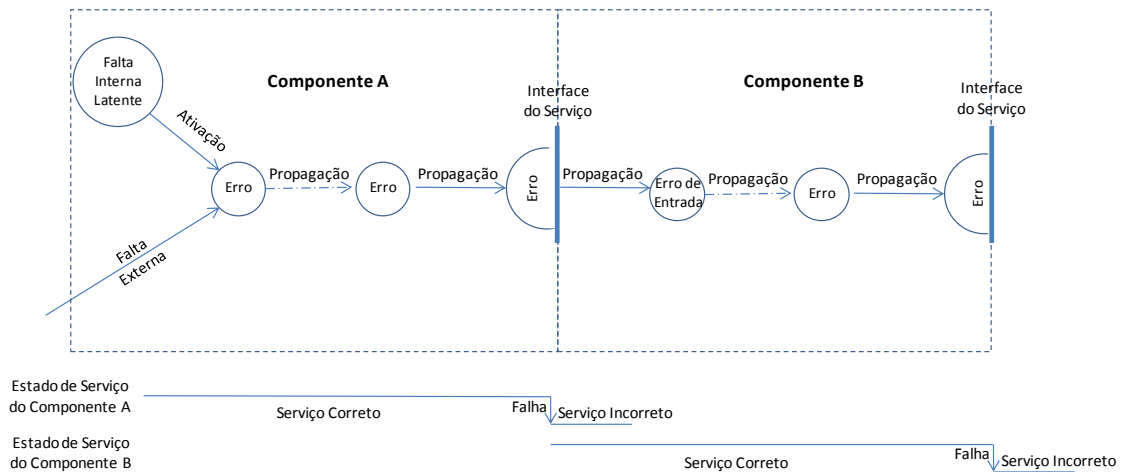 Falta
Interna
Latente
Componente A
Componente B
Interface
do Serviço
Interface
do Serviço
Ativação
Erro
Propagação
Erro
Propagação
Erro
Propagação
Erro de
Entrada
Propagação
Erro
Propagação
Erro
Falta
Externa
Estado de Serviço
do Componente A
Serviço Correto
Falha
Serviço Incorreto
Estado de Serviço
do Componente B
Serviço Correto
Falha
Serviço Incorreto